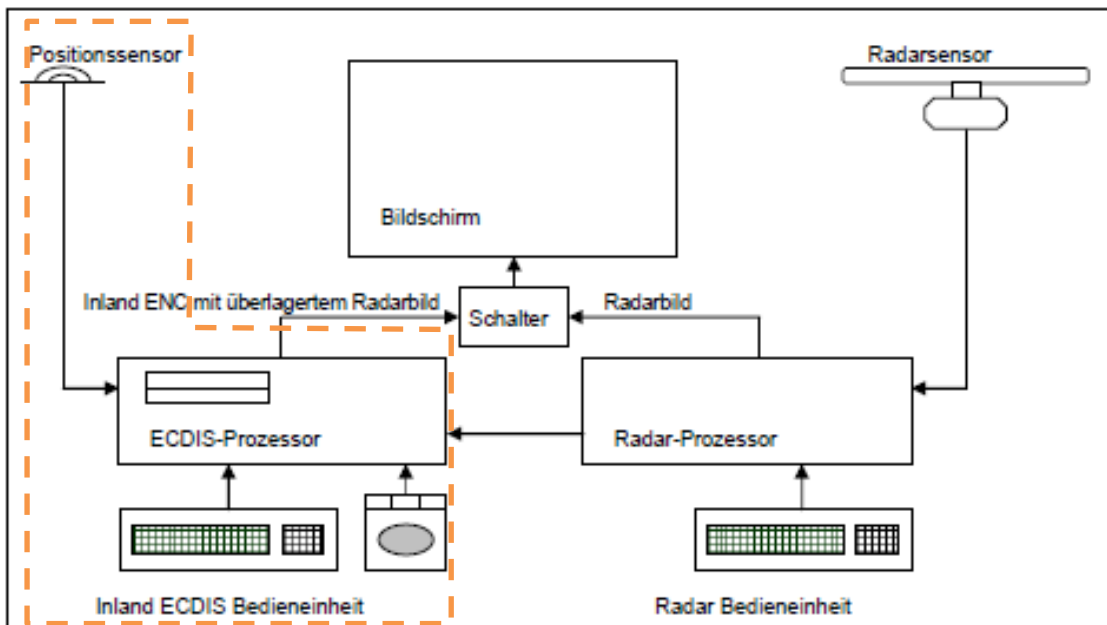 Positionssensor
Radarsensor
Bildschirm
Inland ENC mit überlagertem Radarbild
Schalter
Radarbild
ECDIS-Prozessor
Radar-Prozessor
Inland ECDIS Bedieneinheit
Radar Bedieneinheit